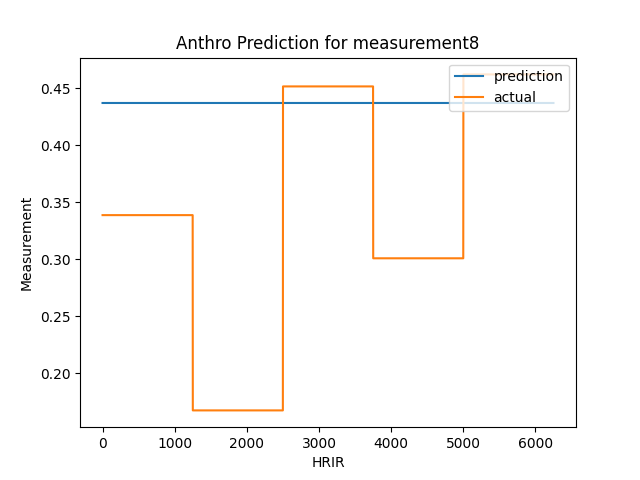 Anthro Prediction for measurement8
prediction
actual
0.45
0.40
0.35
0.30
0.25
0.20
Measurement
0 1000 2000 3000 4000 5000 6000
HRIR